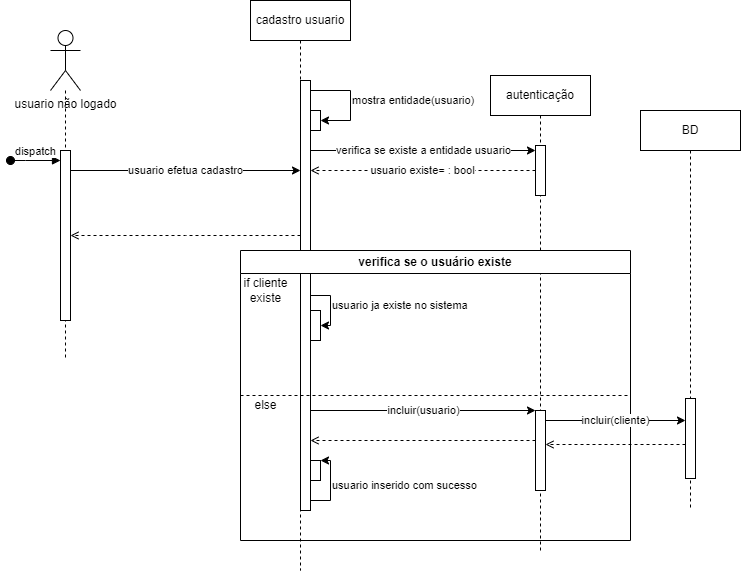 cadastro usuario
usuario não logado
mostra entidade(usuario)
autenticação
BD
dispatch
verifica se existe a entidade usuario
usuario efetua cadastro
usuario existe= : bool
verifica se o usuário existe
if cliente
existe
usuario ja existe no sistema
else
incluir(usuario)
incluir(cliente)
usuario inserido com sucesso